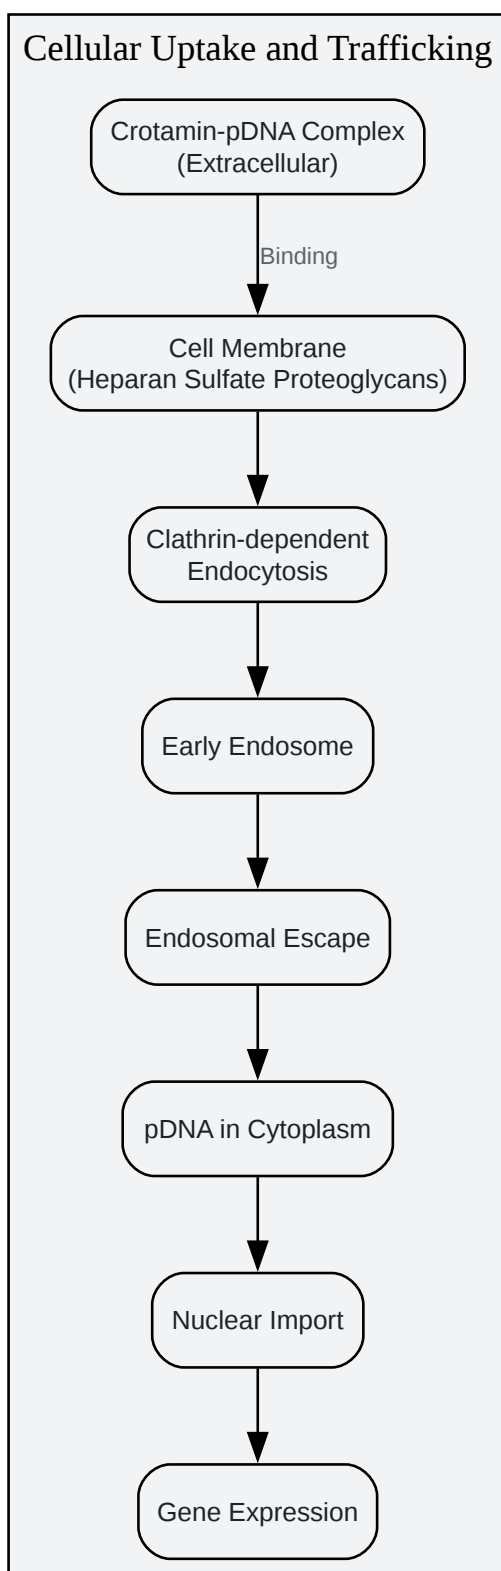 Cellular Uptake and Trafficking
Crotamin-pDNA Complex
(Extracellular)
Binding
Cell Membrane
(Heparan Sulfate Proteoglycans)
Clathrin-dependent
Endocytosis
Early Endosome
Endosomal Escape
pDNA in Cytoplasm
Nuclear Import
Gene Expression